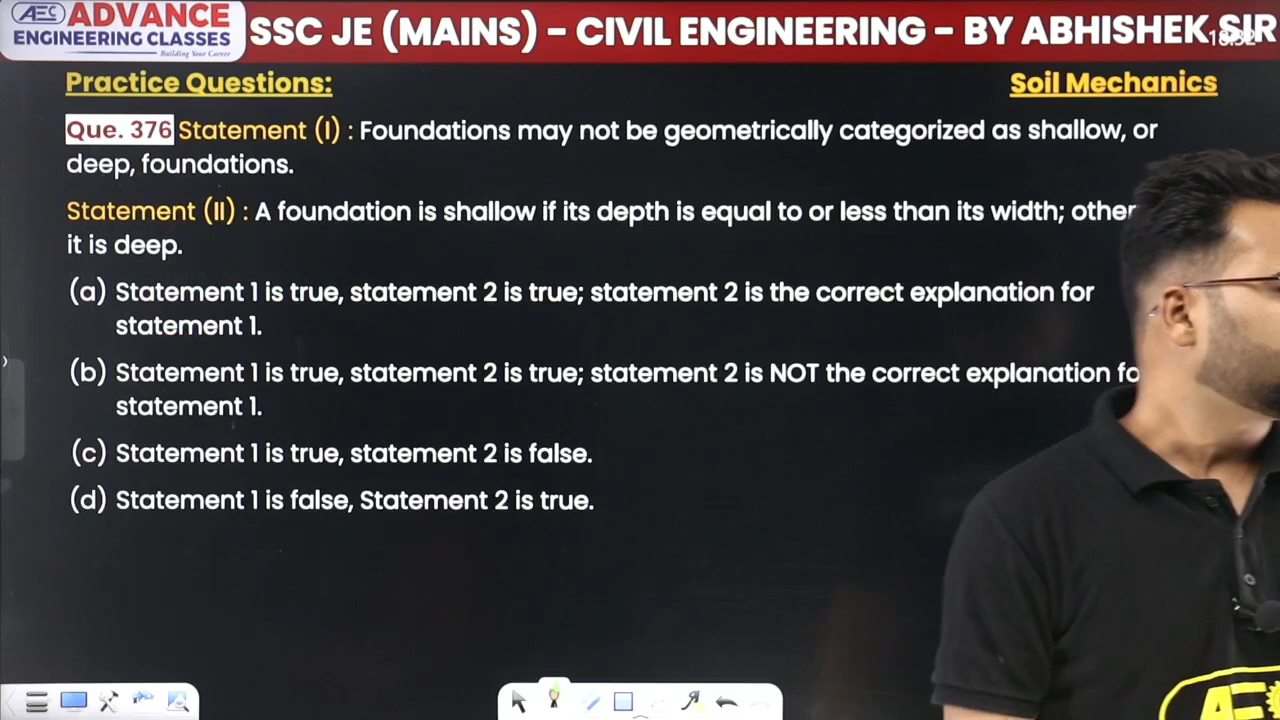 AEC ADVANCE
ENGINEERING CLASSES
Building Your Career
SSC JE (MAINS) - CIVIL ENGINEERING - BY ABHISHEK SIR
18:32
Practice Questions:
Soil Mechanics
Que. 376 Statement (I) : Foundations may not be geometrically categorized as shallow, or
deep, foundations.
Statement (II) : A foundation is shallow if its depth is equal to or less than its width;
it is deep.
(a) Statement 1 is true, statement 2 is true; statement 2 is the correct explanation for
statement 1.
(b) Statement 1 is true, statement 2 is true; statement 2 is NOT the correct explanation
statement 1.
(c) Statement 1 is true, statement 2 is false.
(d) Statement 1 is false, Statement 2 is true.